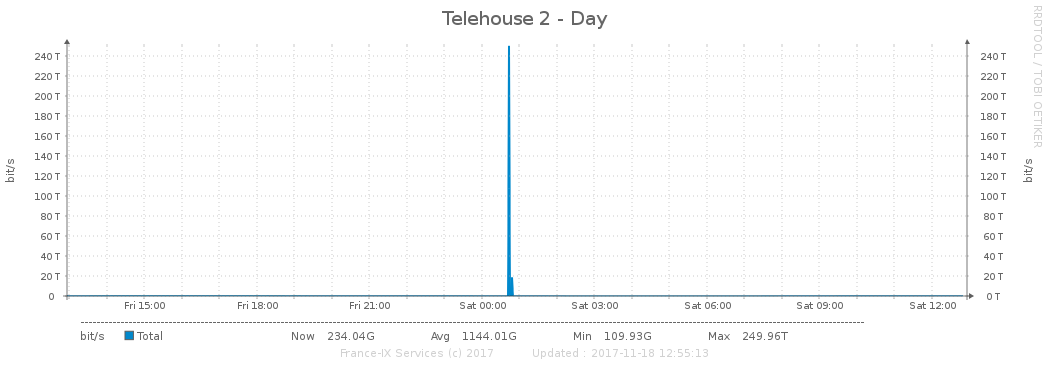 Telehouse 2 - Day
RRDTOOL / TOBI OETIKER
bit/s
240 T 240 T
220 T 220 T
200 T 200 T
180 T 180 T
160 T 160 T
140 T 140 T
120 T 120 T
100 T 100 T
80 T 80 T
60 T 60 T
40 T 40 T
20 T 20 T
0 0 T
bit/s
Fri 15:00 Fri 18:00 Fri 21:00 Sat 00:00 Sat 03:00 Sat 06:00 Sat 09:00 Sat 12:00
bit/s Total Now 234.04G Avg 1144.01G Min 109.93G Max 249.96T
France-IX Services (c) 2017 Updated : 2017-11-18 12:55:13